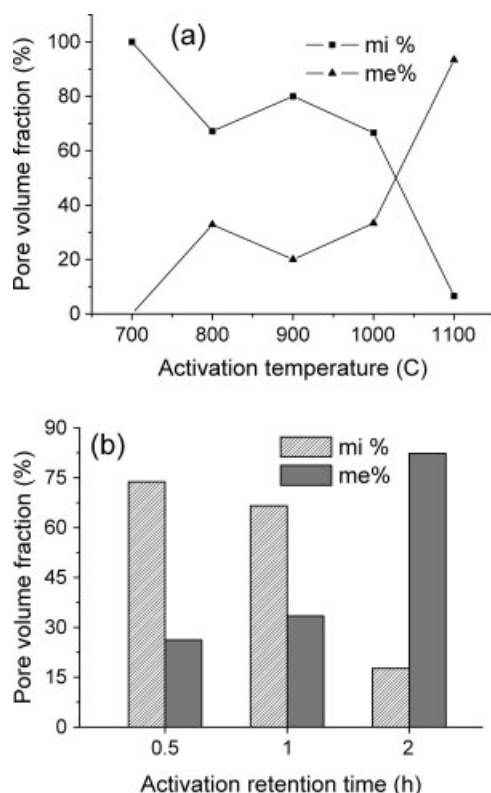 (a)
mi %
me%
100
80
60
40
20
0
Pore volume fraction (%)
700 800 900 1000 1100
Activation temperature (C)
(b)
mi %
me%
90
75
60
45
30
15
0
Pore volume fraction (%)
0.5 1 2
Activation retention time (h)